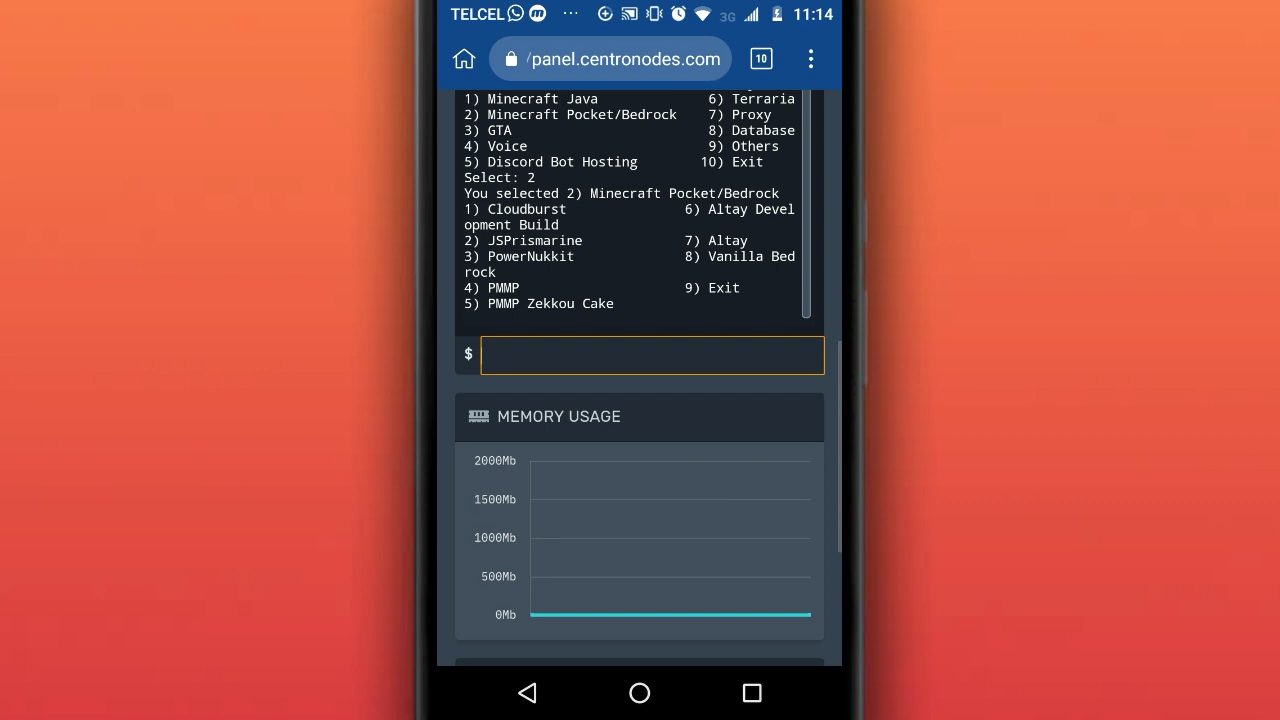 TELCEL 3G 11:14
/panel.centronodes.com 10
1) Minecraft Java 6) Terraria
2) Minecraft Pocket/Bedrock 7) Proxy
3) GTA 8) Database
4) Voice 9) Others
5) Discord Bot Hosting 10) Exit
Select: 2
You selected 2) Minecraft Pocket/Bedrock
1) Cloudburst 6) Altay Devel
opment Build
2) JSPrismarine 7) Altay
3) PowerNukkit 8) Vanilla Bed
rock
4) PMMP 9) Exit
5) PMMP Zekkou Cake
$
MEMORY USAGE
2000Mb
1500Mb
1000Mb
500Mb
0Mb